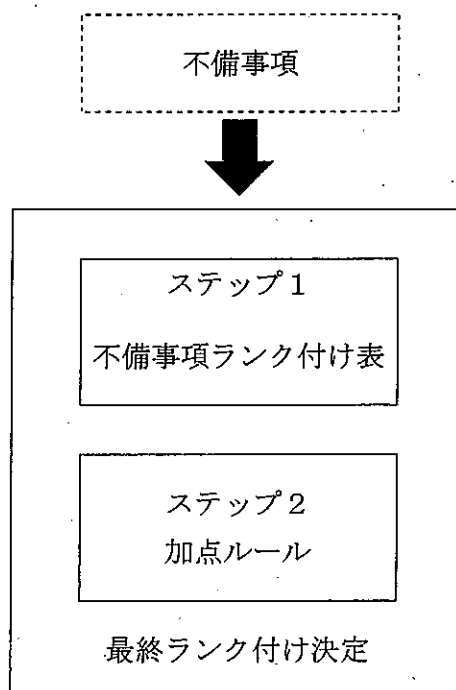 不備事項
ステップ１
不備事項ランク付け表
ステップ２
加点ルール
最終ランク付け決定